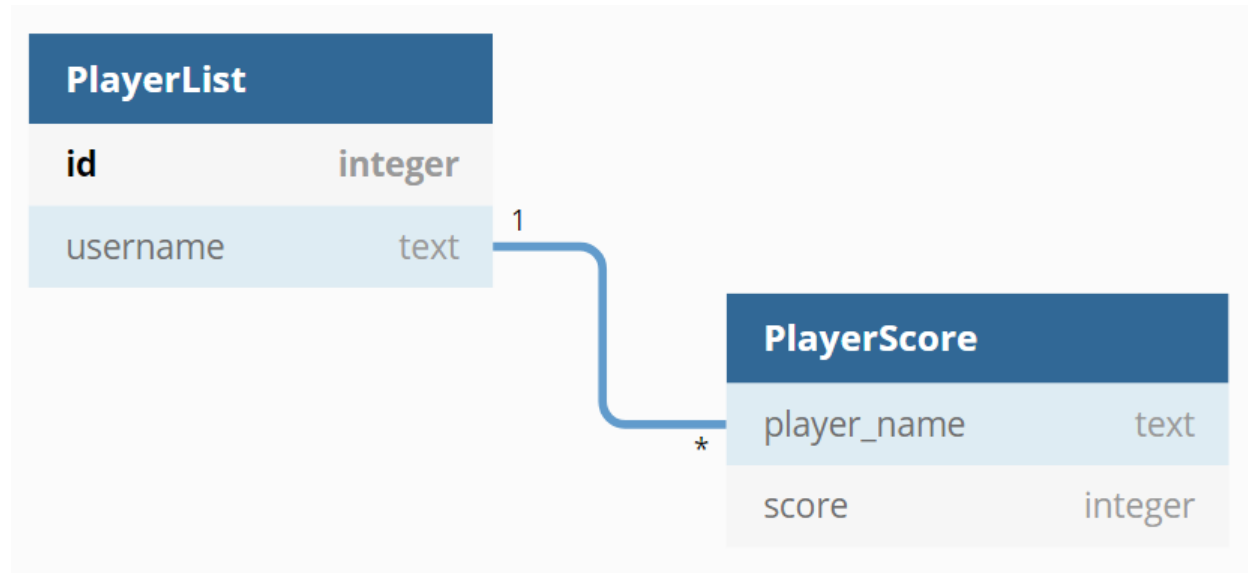 PlayerList
id integer
username text
1
PlayerScore
player_name text
*
score integer